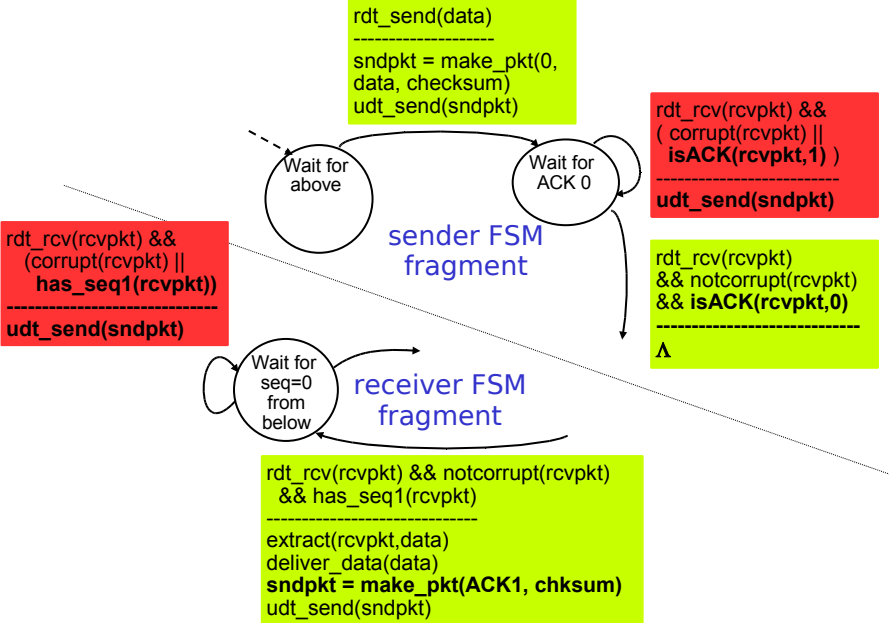 rdt_send(data)
--------------------
sndpkt = make_pkt(0,
data, checksum)
udt_send(sndpkt)
rdt_rcv(rcvpkt) &&
( corrupt(rcvpkt) ||
isACK(rcvpkt,1) )
--------------------------
udt_send(sndpkt)
Wait for
above
Wait for
ACK 0
sender FSM
fragment
rdt_rcv(rcvpkt) &&
(corrupt(rcvpkt) ||
has_seq1(rcvpkt))
------------------------------
udt_send(sndpkt)
rdt_rcv(rcvpkt)
&& notcorrupt(rcvpkt)
&& isACK(rcvpkt,0)
-----------------------------
Λ
Wait for
seq=0
from
below
receiver FSM
fragment
rdt_rcv(rcvpkt) && notcorrupt(rcvpkt)
&& has_seq1(rcvpkt)
------------------------------
extract(rcvpkt,data)
deliver_data(data)
sndpkt = make_pkt(ACK1, chksum)
udt_send(sndpkt)